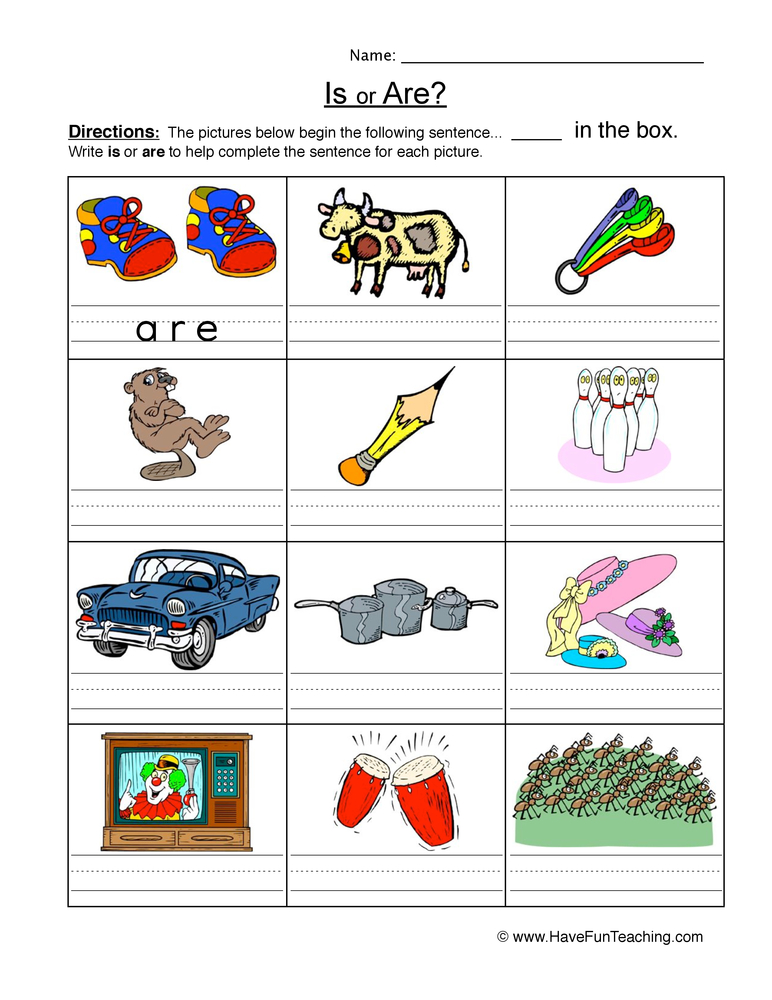 Name:
Is or Are?
Directions: The pictures below begin the following sentence... _____ in the box.
Write is or are to help complete the sentence for each picture.
are
© www.HaveFunTeaching.com